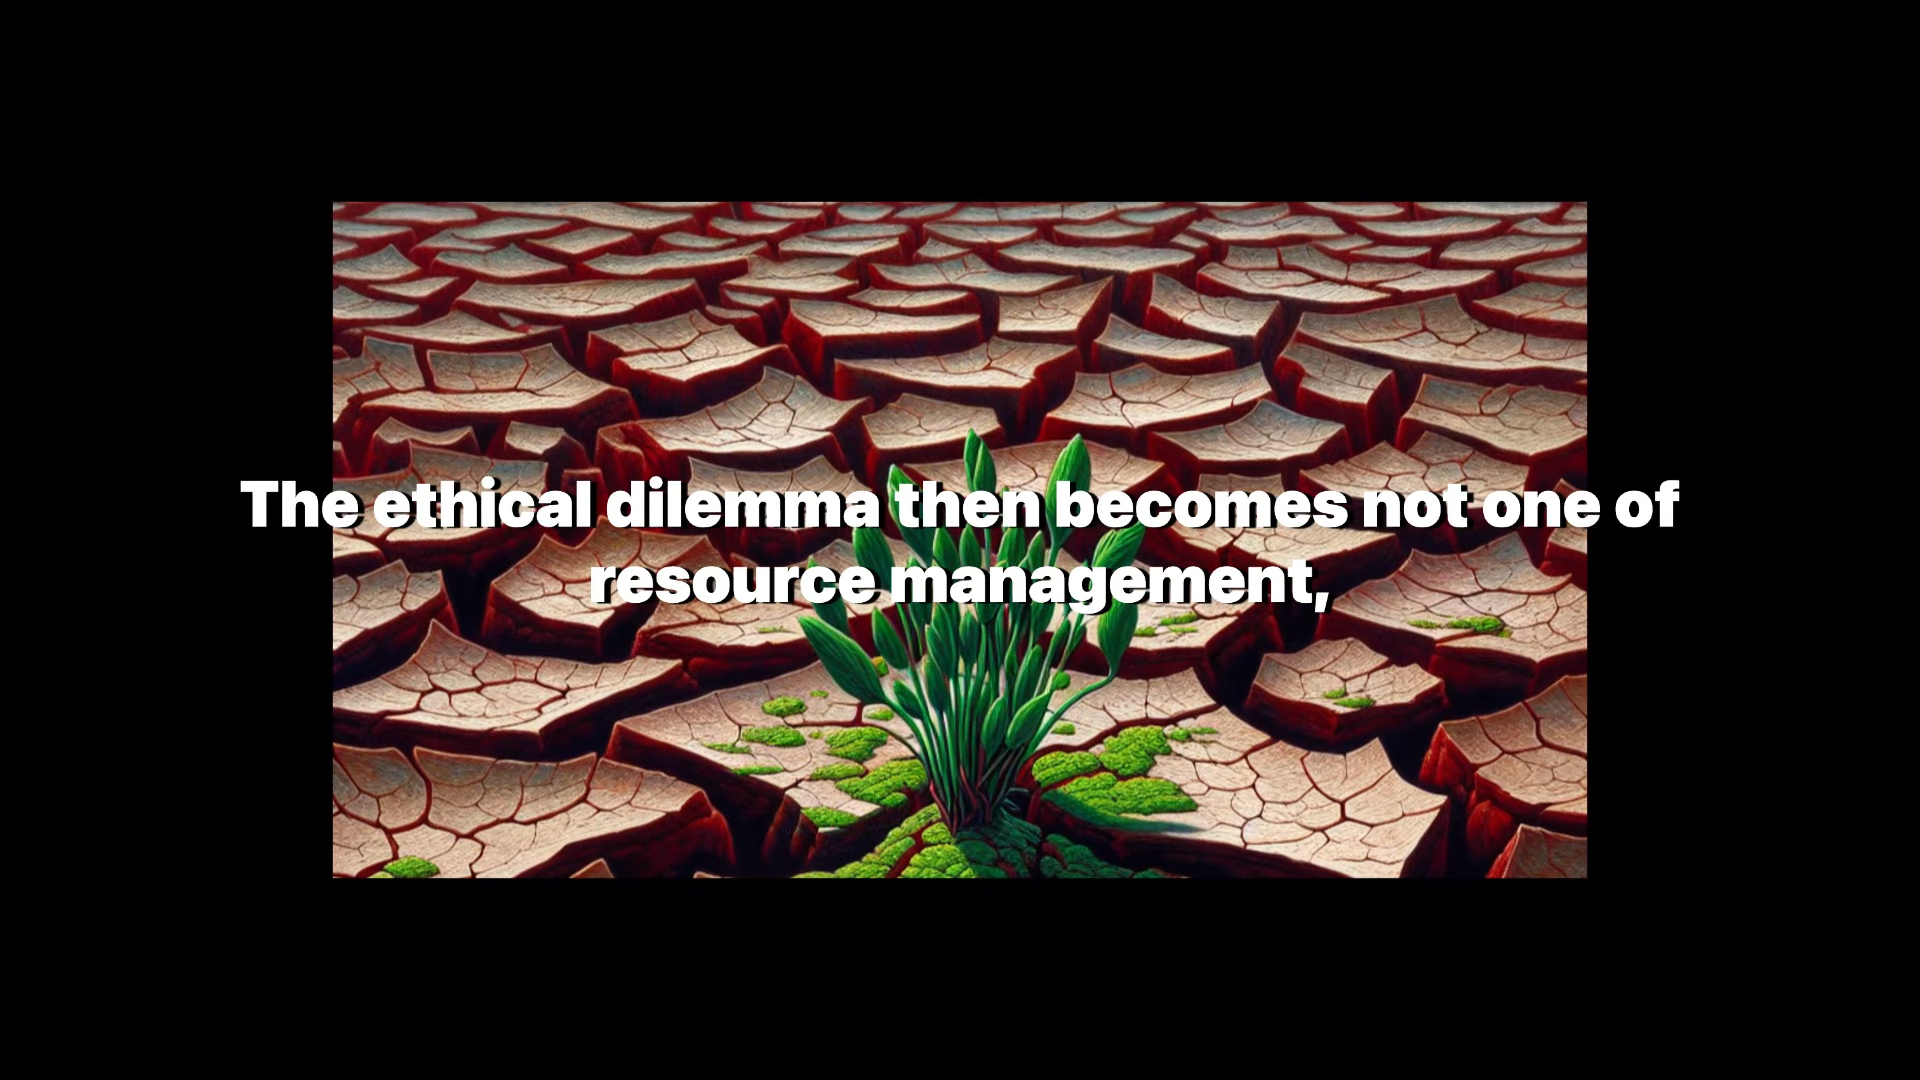 The ethical dilemma then becomes not one of
resource management,